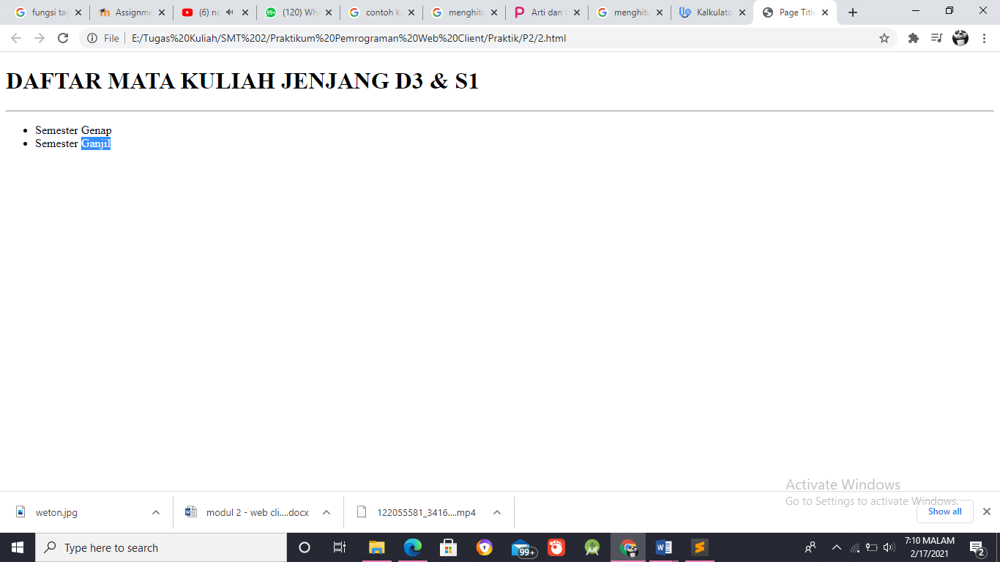 fungsi tag
Assignme
(6) nc
(120) Wh
contoh k
menghitu
Arti dan
menghitu
Kalkulato
Page Title
File
E:/Tugas%20Kuliah/SMT%202/Praktikum%20Pemrograman%20Web%20Client/Praktik/P2/2.html
DAFTAR MATA KULIAH JENJANG D3 & S1
Semester Genap
Semester Ganjil
Activate Windows
Go to Settings to activate Windows.
weton.jpg
modul 2 - web cli....docx
122055581_3416....mp4
Show all
Type here to search
99+
7:10 MALAM
2/17/2021
2